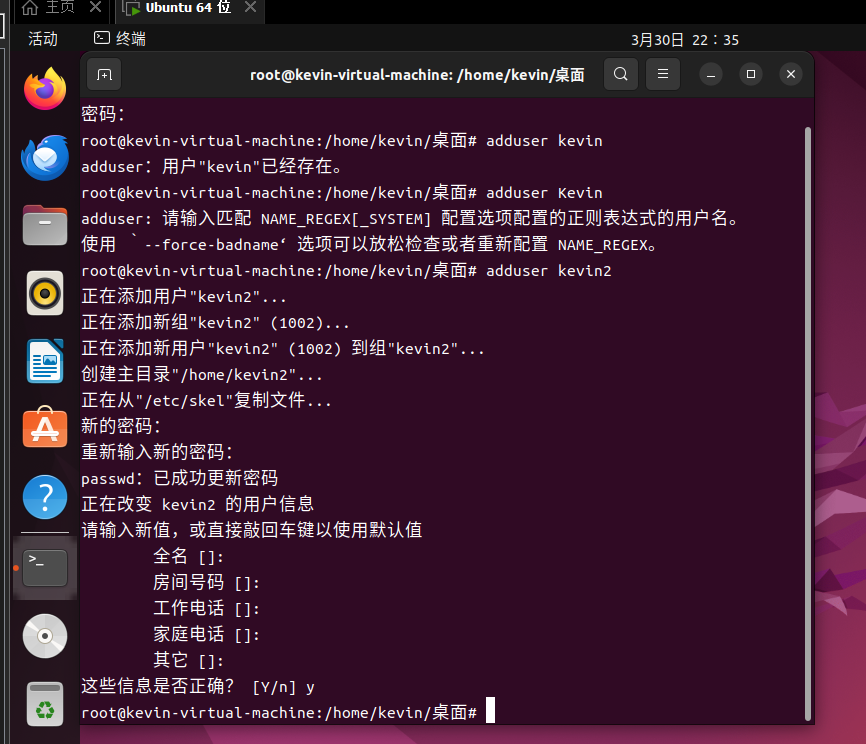 主页
Ubuntu 64 位
活动
终端
3月30日 22：35
root@kevin-virtual-machine: /home/kevin/桌面
密码：
root@kevin-virtual-machine:/home/kevin/桌面# adduser kevin
adduser：用户"kevin"已经存在。
root@kevin-virtual-machine:/home/kevin/桌面# adduser Kevin
adduser: 请输入匹配 NAME_REGEX[_SYSTEM] 配置选项配置的正则表达式的用户名。
使用 ｀--force-badname‘ 选项可以放松检查或者重新配置 NAME_REGEX。
root@kevin-virtual-machine:/home/kevin/桌面# adduser kevin2
正在添加用户"kevin2"...
正在添加新组"kevin2" (1002)...
正在添加新用户"kevin2" (1002) 到组"kevin2"...
创建主目录"/home/kevin2"...
正在从"/etc/skel"复制文件...
新的密码：
重新输入新的密码：
passwd：已成功更新密码
正在改变 kevin2 的用户信息
请输入新值，或直接敲回车键以使用默认值
全名 []:
房间号码 []:
工作电话 []:
家庭电话 []:
其它 []:
这些信息是否正确？ [Y/n] y
root@kevin-virtual-machine:/home/kevin/桌面#